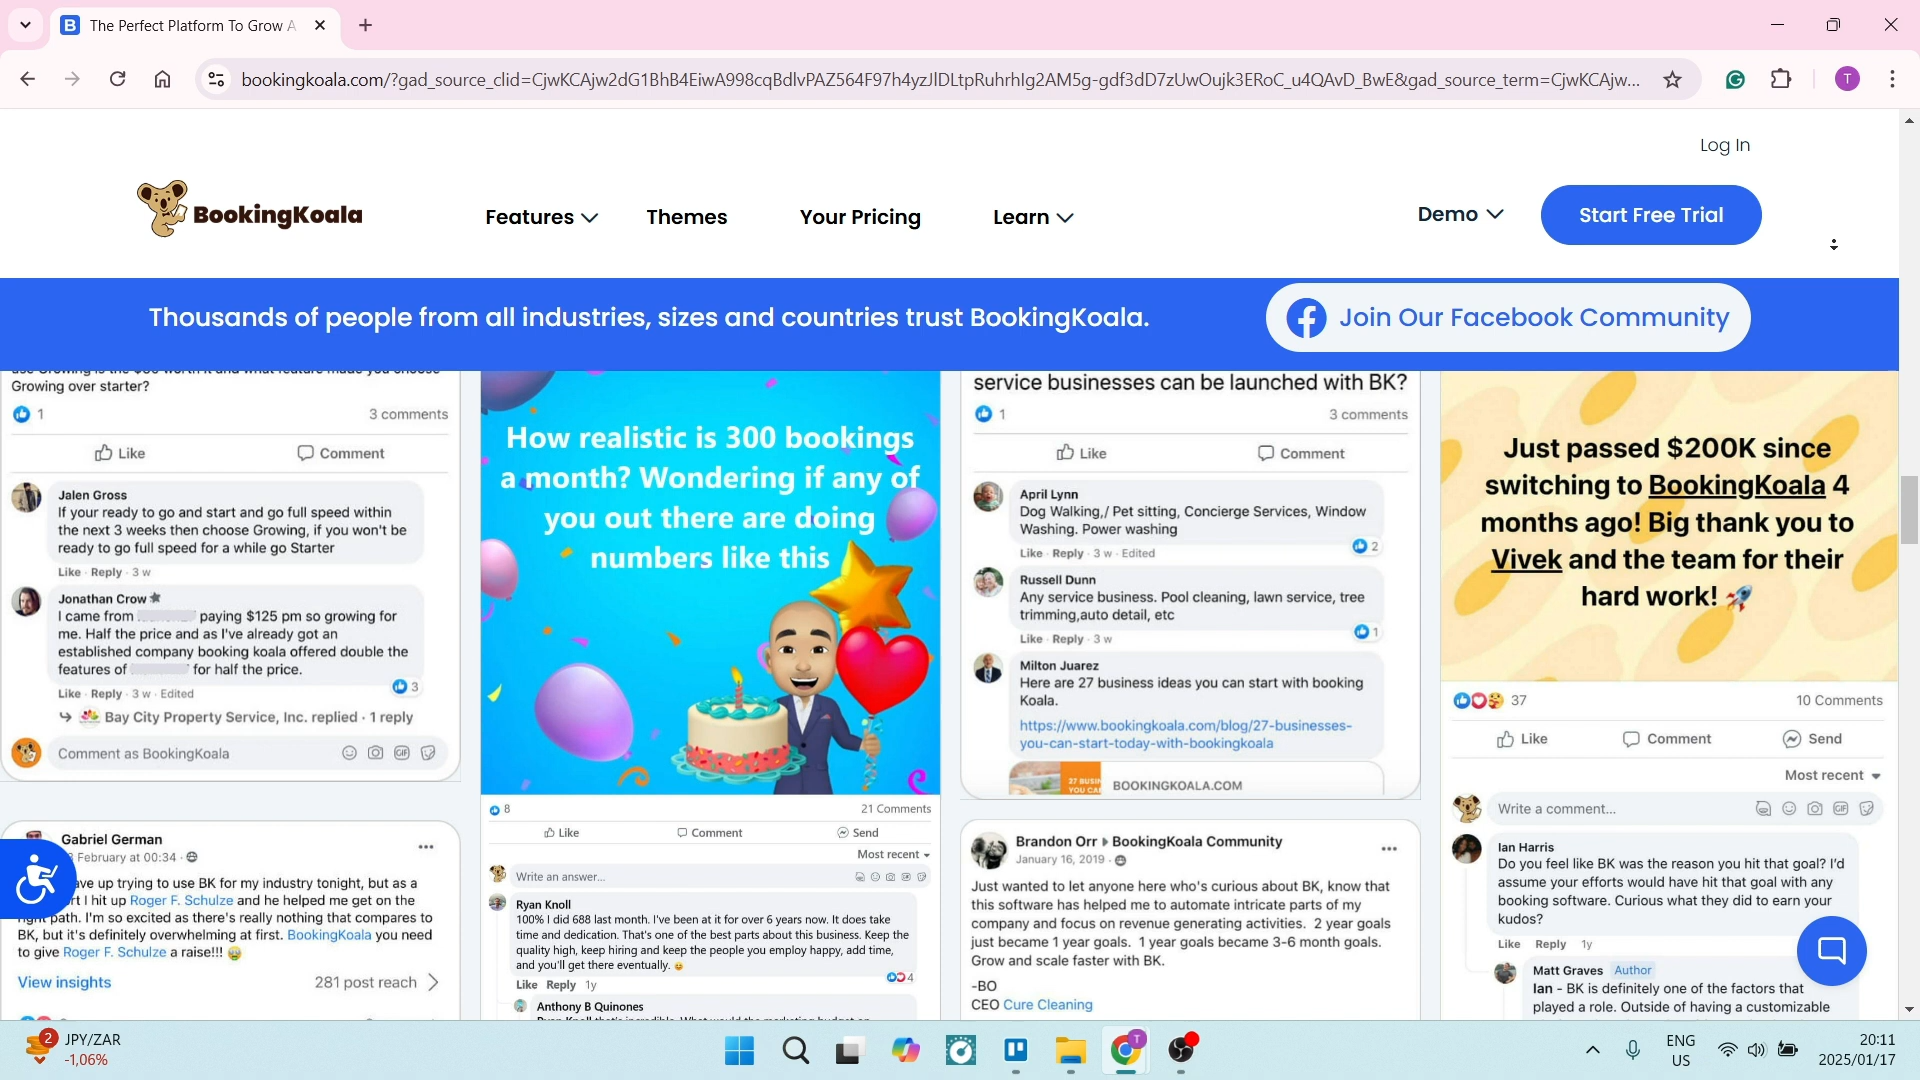 The Perfect Platform To Grow A
bookingkoala.com/?gad_source_clid=CjwKCAjw2dG1BhB4EiwA998cqBdlvPAZ564F97h4yzJlDLtpRuhrhIg2AM5g-gdf3dD7zUwOujk3ERoC_u4QAvD_BwE&gad_source_term=CjwKCAjw...
T
Log In
BookingKoala
Features
Themes
Your Pricing
Learn
Demo
Start Free Trial
Thousands of people from all industries, sizes and countries trust BookingKoala.
Join Our Facebook Community
Growing over starter?
1
3 comments
Like
Comment
Jalen Gross
If your ready to go and start and go full speed within
the next 3 weeks then choose Growing, if you won't be
ready to go full speed for a while go Starter
Like · Reply · 3 w
Jonathan Crow
I came from paying $125 pm so growing for
me. Half the price and as I've already got an
established company booking koala offered double the
features of for half the price.
Like · Reply · 3 w · Edited
3
Bay City Property Service, Inc. replied · 1 reply
Comment as BookingKoala
GIF
Gabriel German
February at 00:34 ·
ave up trying to use BK for my industry tonight, but as a
rt I hit up Roger F. Schulze and he helped me get on the
path. I'm so excited as there's really nothing that compares to
BK, but it's definitely overwhelming at first. BookingKoala you need
to give Roger F. Schulze a raise!!!
View insights
281 post reach
How realistic is 300 bookings
a month? Wondering if any of
you out there are doing
numbers like this
8
21 Comments
Like
Comment
Send
Most recent
Write an answer...
Ryan Knoll
100% I did 688 last month. I've been at it for over 6 years now. It does take
time and dedication. That's one of the best parts about this business. Keep the
quality high, keep hiring and keep the people you employ happy, add time,
and you'll get there eventually.
4
Like Reply 1y
Anthony B Quinones
service businesses can be launched with BK?
1
3 comments
Like
Comment
April Lynn
Dog Walking,/ Pet sitting, Concierge Services, Window
Washing. Power washing
Like · Reply · 3 w · Edited
2
Russell Dunn
Any service business. Pool cleaning, lawn service, tree
trimming,auto detail, etc
Like · Reply · 3 w
1
Milton Juarez
Here are 27 business ideas you can start with booking
Koala.
https://www.bookingkoala.com/blog/27-businesses-
you-can-start-today-with-bookingkoala
BOOKINGKOALA.COM
Brandon Orr ▸ BookingKoala Community
January 16, 2019 ·
Just wanted to let anyone here who's curious about BK, know that
this software has helped me to automate intricate parts of my
company and focus on revenue generating activities. 2 year goals
just became 1 year goals. 1 year goals became 3-6 month goals.
Grow and scale faster with BK.
-BO
CEO Cure Cleaning
Just passed $200K since
switching to BookingKoala 4
months ago! Big thank you to
Vivek and the team for their
hard work!
37
10 Comments
Like
Comment
Send
Most recent
Write a comment...
GIF
Ian Harris
Do you feel like BK was the reason you hit that goal? I'd
assume your efforts would have hit that goal with any
booking software. Curious what they did to earn your
kudos?
Like Reply 1y
Matt Graves Author
Ian - BK is definitely one of the factors that
played a role. Outside of having a customizable
2
JPY/ZAR
-1,06%
T
ENG
US
20:11
2025/01/17